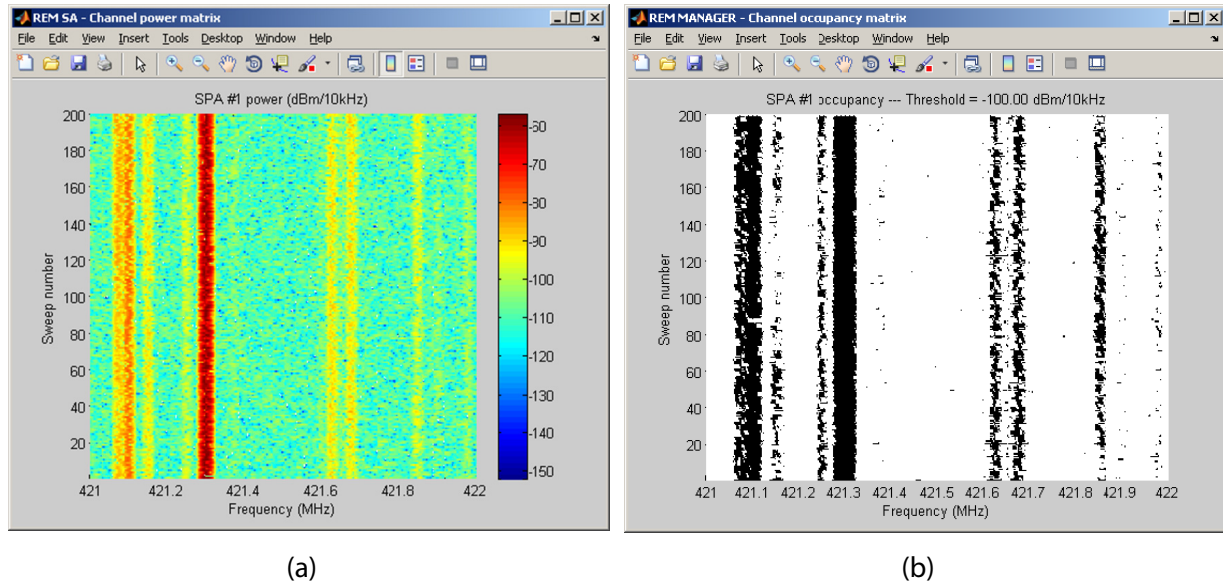 REM SA - Channel power matrix
File Edit View Insert Tools Desktop Window Help
SPA #1 power (dBm/10kHz)
200
180
160
140
120
100
80
60
40
20
Sweep number
421 421.2 421.4 421.6 421.8 422
Frequency (MHz)
-60
-70
-80
-90
-100
-110
-120
-130
-140
-150
(a)
REM MANAGER - Channel occupancy matrix
File Edit View Insert Tools Desktop Window Help
SPA #1 occupancy --- Threshold = -100.00 dBm/10kHz
200
180
160
140
120
100
80
60
40
20
Sweep number
421 421.1 421.2 421.3 421.4 421.5 421.6 421.7 421.8 421.9 422
Frequency (MHz)
(b)